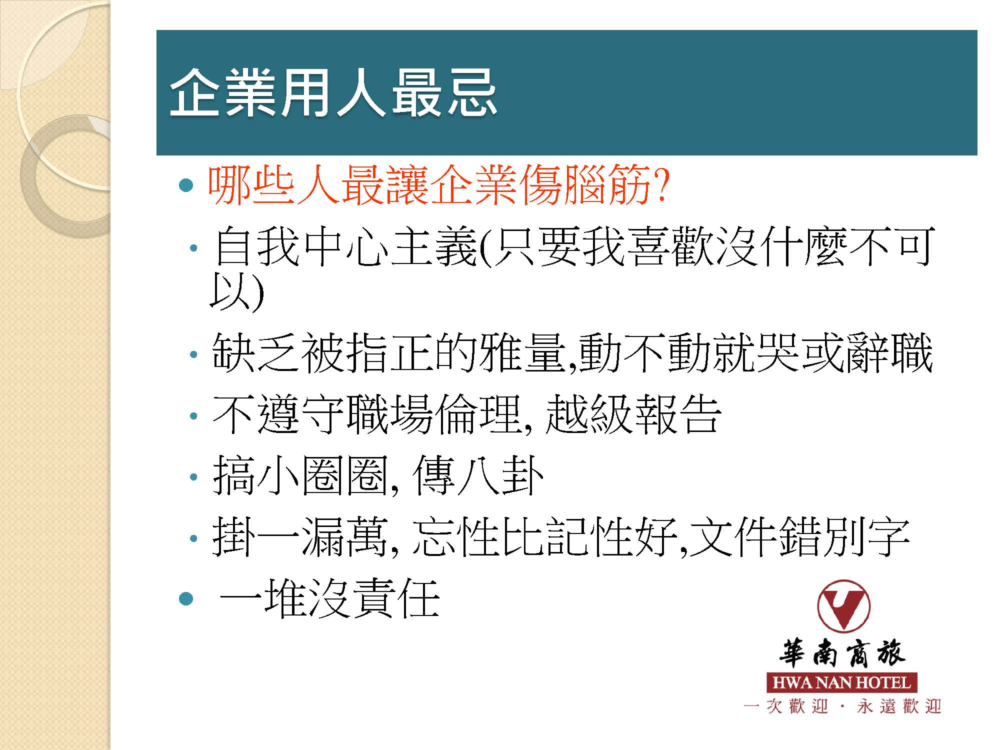 企業用人最忌
哪些人最讓企業傷腦筋?
自我中心主義(只要我喜歡沒什麼不可
以)
缺乏被指正的雅量,動不動就哭或辭職
不遵守職場倫理, 越級報告
搞小圈圈, 傳八卦
掛一漏萬, 忘性比記性好,文件錯別字
一堆沒責任
華南商旅
HWA NAN HOTEL
一次歡迎・永遠歡迎